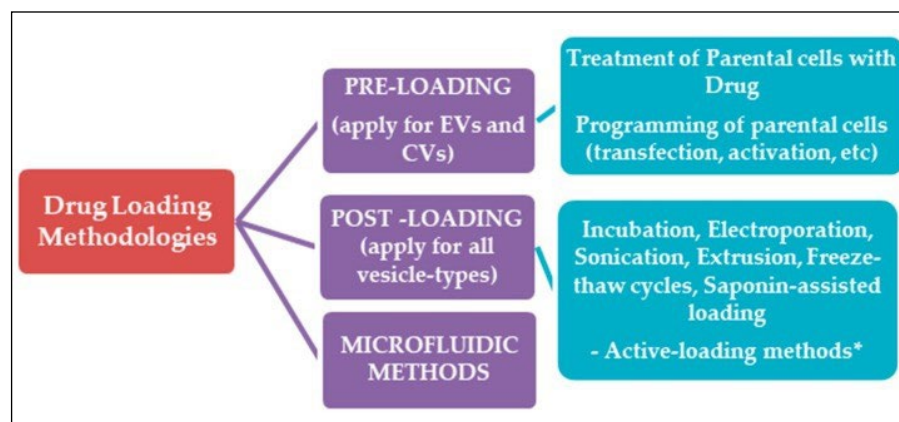 Drug Loading
Methodologies
PRE-LOADING
(apply for EVs and
CVs)
Treatment of Parental cells with
Drug
Programming of parental cells
(transfection, activation, etc)
POST -LOADING
(apply for all
vesicle-types)
Incubation, Electroporation,
Sonication, Extrusion, Freeze-
thaw cycles, Saponin-assisted
loading
- Active-loading methods*
MICROFLUIDIC
METHODS